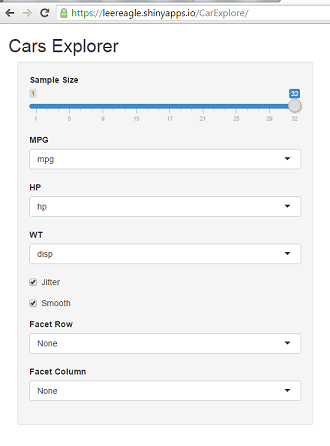 https://leereagle.shinyapps.io/CarExplore/
Cars Explorer
Sample Size
1 32
1 5 9 13 17 21 25 29 32
MPG
mpg
HP
hp
WT
disp
Jitter
Smooth
Facet Row
None
Facet Column
None